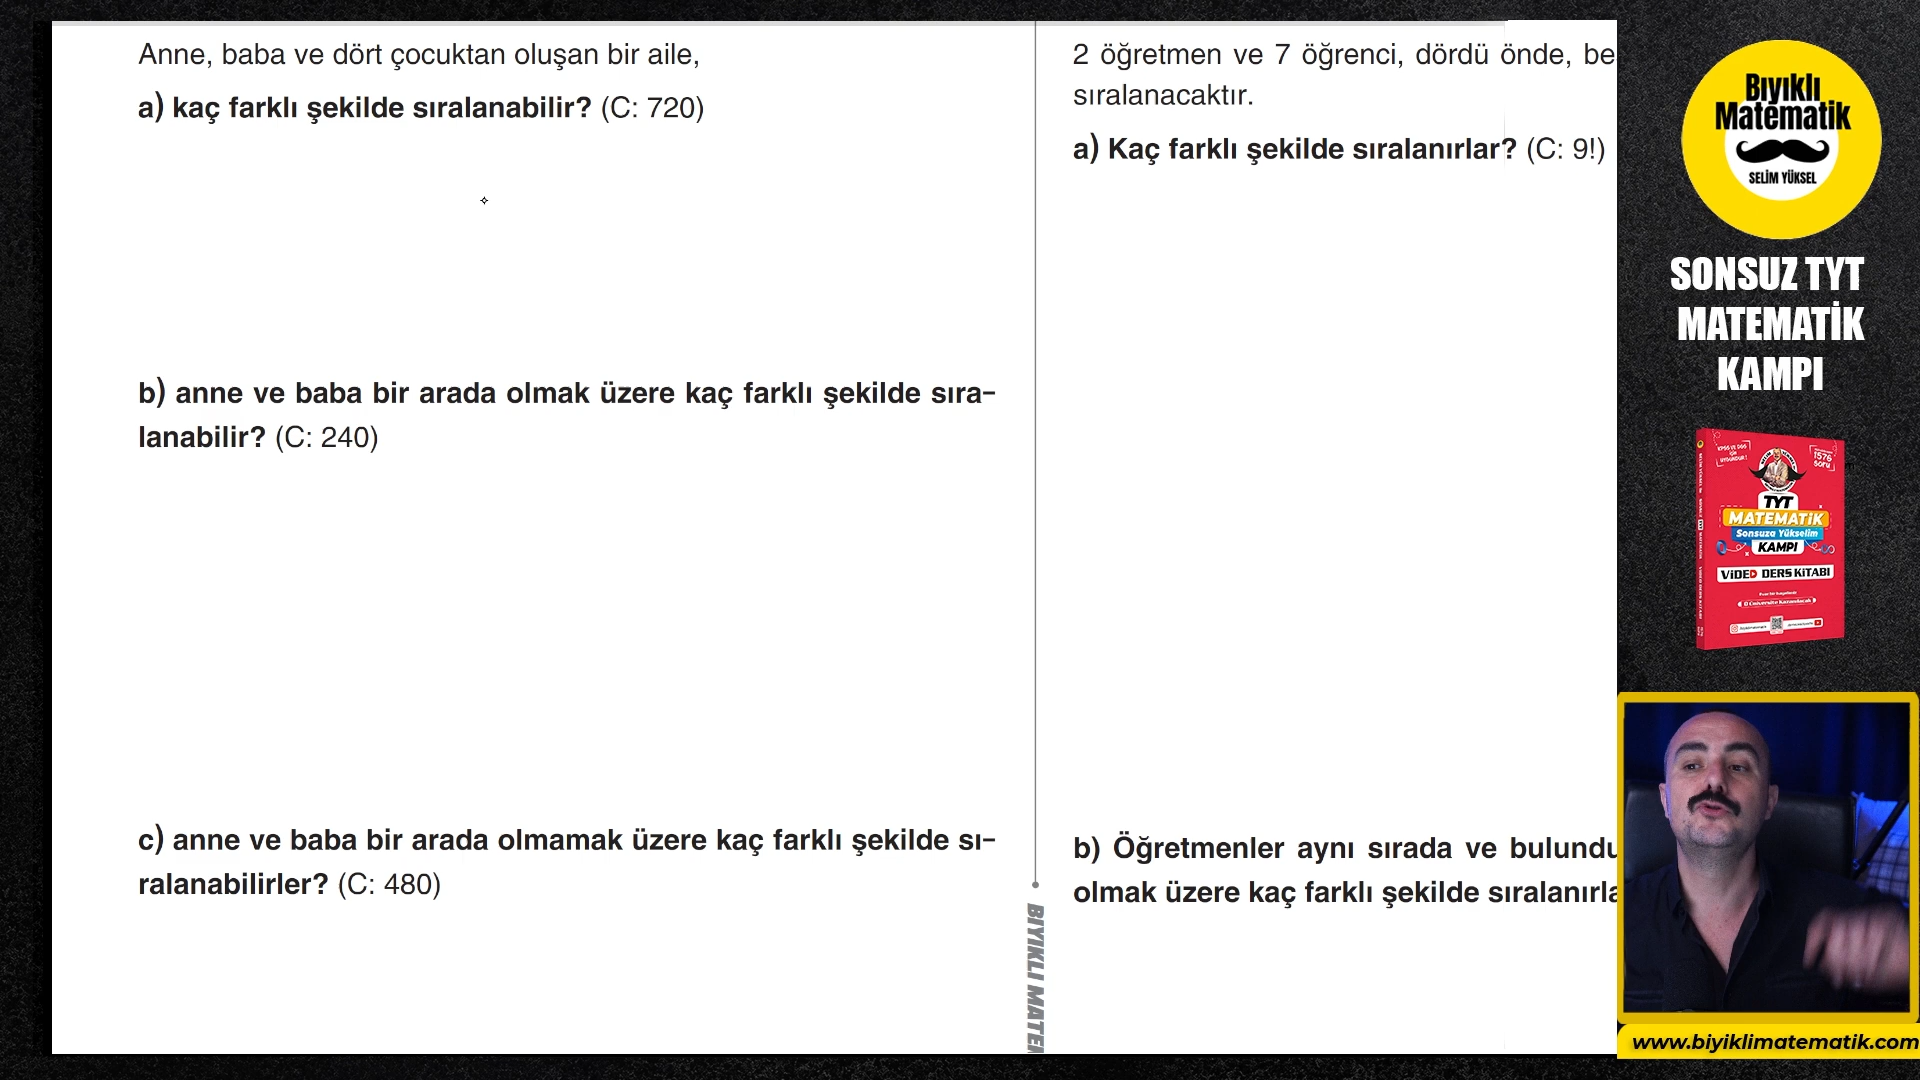 Anne, baba ve dört çocuktan oluşan bir aile,
a) kaç farklı şekilde sıralanabilir? (C: 720)
b) anne ve baba bir arada olmak üzere kaç farklı şekilde sıra-
lanabilir? (C: 240)
c) anne ve baba bir arada olmamak üzere kaç farklı şekilde sı-
ralanabilirler? (C: 480)
BIYIKLI MATEM
2 öğretmen ve 7 öğrenci, dördü önde, be
sıralanacaktır.
a) Kaç farklı şekilde sıralanırlar? (C: 9!)
b) Öğretmenler aynı sırada ve bulundu
olmak üzere kaç farklı şekilde sıralanırla
Bıyıklı
Matematik
SELİM YÜKSEL
SONSUZ TYT
MATEMATİK
KAMPI
1576
soru
TYT
MATEMATİK
Sonsuza Yükselim
KAMPI
VİDEO DERS KİTABI
www.biyiklimatematik.com